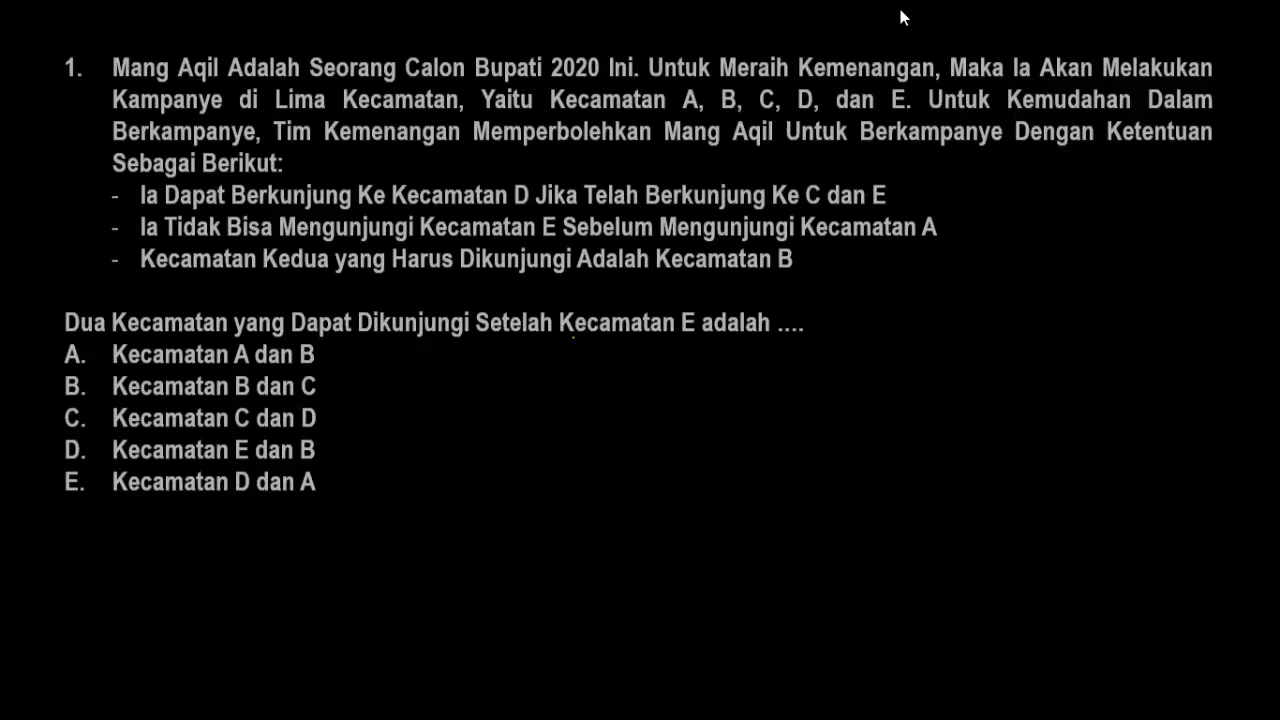 1. Mang Aqil Adalah Seorang Calon Bupati 2020 Ini. Untuk Meraih Kemenangan, Maka Ia Akan Melakukan
Kampanye di Lima Kecamatan, Yaitu Kecamatan A, B, C, D, dan E. Untuk Kemudahan Dalam
Berkampanye, Tim Kemenangan Memperbolehkan Mang Aqil Untuk Berkampanye Dengan Ketentuan
Sebagai Berikut:
- Ia Dapat Berkunjung Ke Kecamatan D Jika Telah Berkunjung Ke C dan E
- Ia Tidak Bisa Mengunjungi Kecamatan E Sebelum Mengunjungi Kecamatan A
- Kecamatan Kedua yang Harus Dikunjungi Adalah Kecamatan B
Dua Kecamatan yang Dapat Dikunjungi Setelah Kecamatan E adalah ....
A. Kecamatan A dan B
B. Kecamatan B dan C
C. Kecamatan C dan D
D. Kecamatan E dan B
E. Kecamatan D dan A